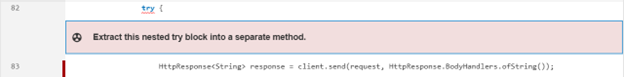 82 try {
Extract this nested try block into a separate method.
83 HttpResponse<String> response = client.send(request, HttpResponse.BodyHandlers.ofString());